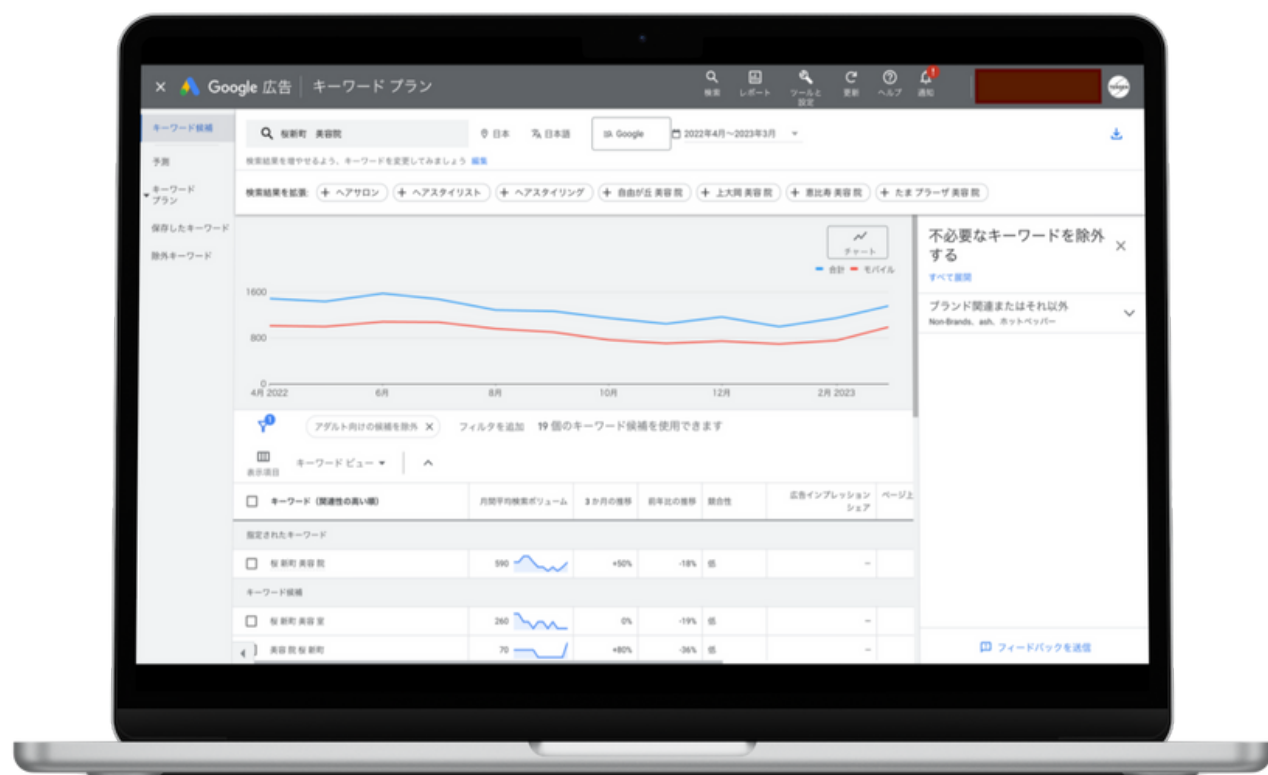 Google 広告 キーワード プラン
検索
レポート
ツールと
設定
更新
ヘルプ
通知
キーワード候補
予測
キーワード
プラン
保存したキーワード
除外キーワード
桜新町 美容院
日本
日本語
Google
2022年4月~2023年3月
検索結果を増やせるよう、キーワードを変更してみましょう 編集
検索結果を拡張:
ヘアサロン
ヘアスタイリスト
ヘアスタイリング
自由が丘 美容 院
上大岡 美容 院
恵比寿 美容 院
たま プラーザ 美容 院
チャート
合計 モバイル
1600
800
0
4月 2022 6月 8月 10月 12月 2月 2023
1
アダルト向けの候補を除外
フィルタを追加
19 個のキーワード候補を使用できます
表示項目
キーワード ビュー
キーワード(関連性の高い順) 月間平均検索ボリューム 3 か月の推移 前年比の推移 競合性 広告インプレッション
シェア
ページ上
指定されたキーワード
桜 新町 美容 院 590 +50% -18% 低 –
キーワード候補
桜 新町 美容 室 260 0% -19% 低 –
美容 院 桜 新町 70 +80% -36% 低 –
不必要なキーワードを除外
する
すべて展開
ブランド関連またはそれ以外
Non-Brands、ash、ホットペッパー
フィードバックを送信